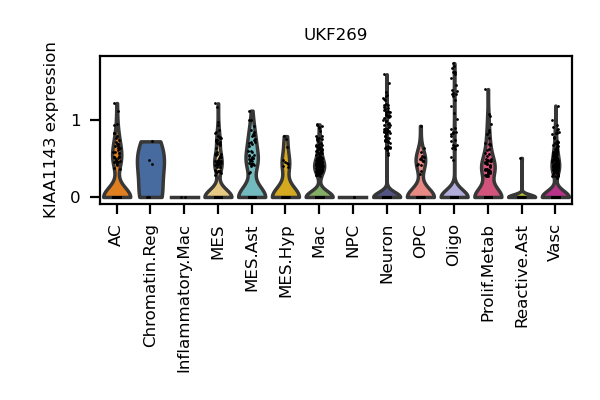 UKF269
KIAA1143 expression
1
0
AC
Chromatin.Reg
Inflammatory.Mac
MES
MES.Ast
MES.Hyp
Mac
NPC
Neuron
OPC
Oligo
Prolif.Metab
Reactive.Ast
Vasc